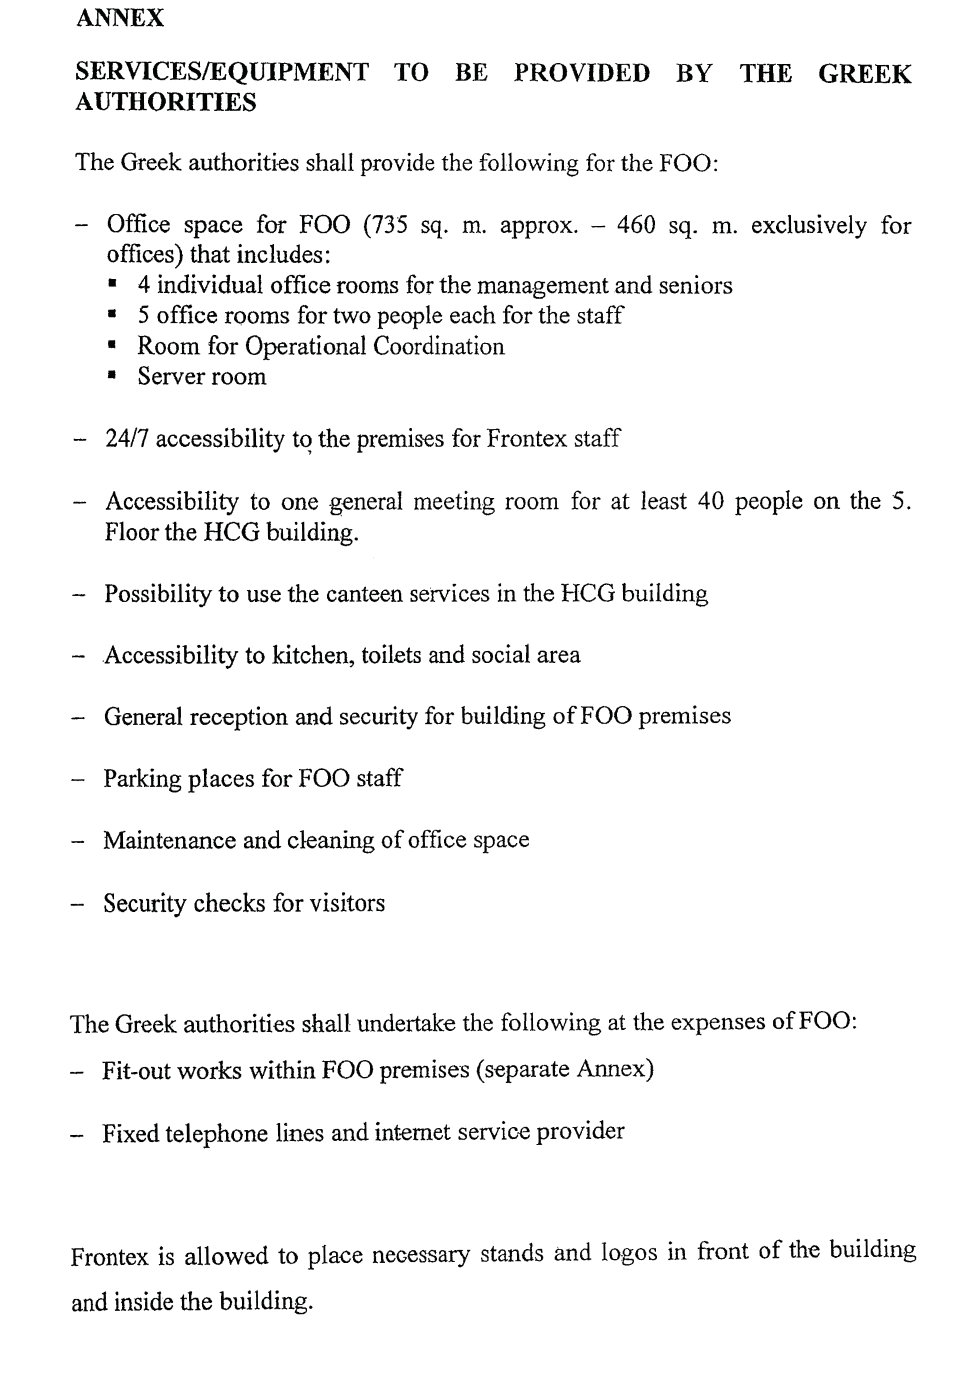 ANNEX
SERVICES/EQUIPMENT TO BE PROVIDED BY THE GREEK
AUTHORITIES
The Greek authorities shall provide the following for the FOO:
– Office space for FOO (735 sq. m. approx. – 460 sq. m. exclusively for
offices) that includes:
▪ 4 individual office rooms for the management and seniors
▪ 5 office rooms for two people each for the staff
▪ Room for Operational Coordination
▪ Server room
– 24/7 accessibility to the premises for Frontex staff
– Accessibility to one general meeting room for at least 40 people on the 5.
Floor the HCG building.
– Possibility to use the canteen services in the HCG building
– Accessibility to kitchen, toilets and social area
– General reception and security for building of FOO premises
– Parking places for FOO staff
– Maintenance and cleaning of office space
– Security checks for visitors
The Greek authorities shall undertake the following at the expenses of FOO:
– Fit-out works within FOO premises (separate Annex)
– Fixed telephone lines and internet service provider
Frontex is allowed to place necessary stands and logos in front of the building
and inside the building.